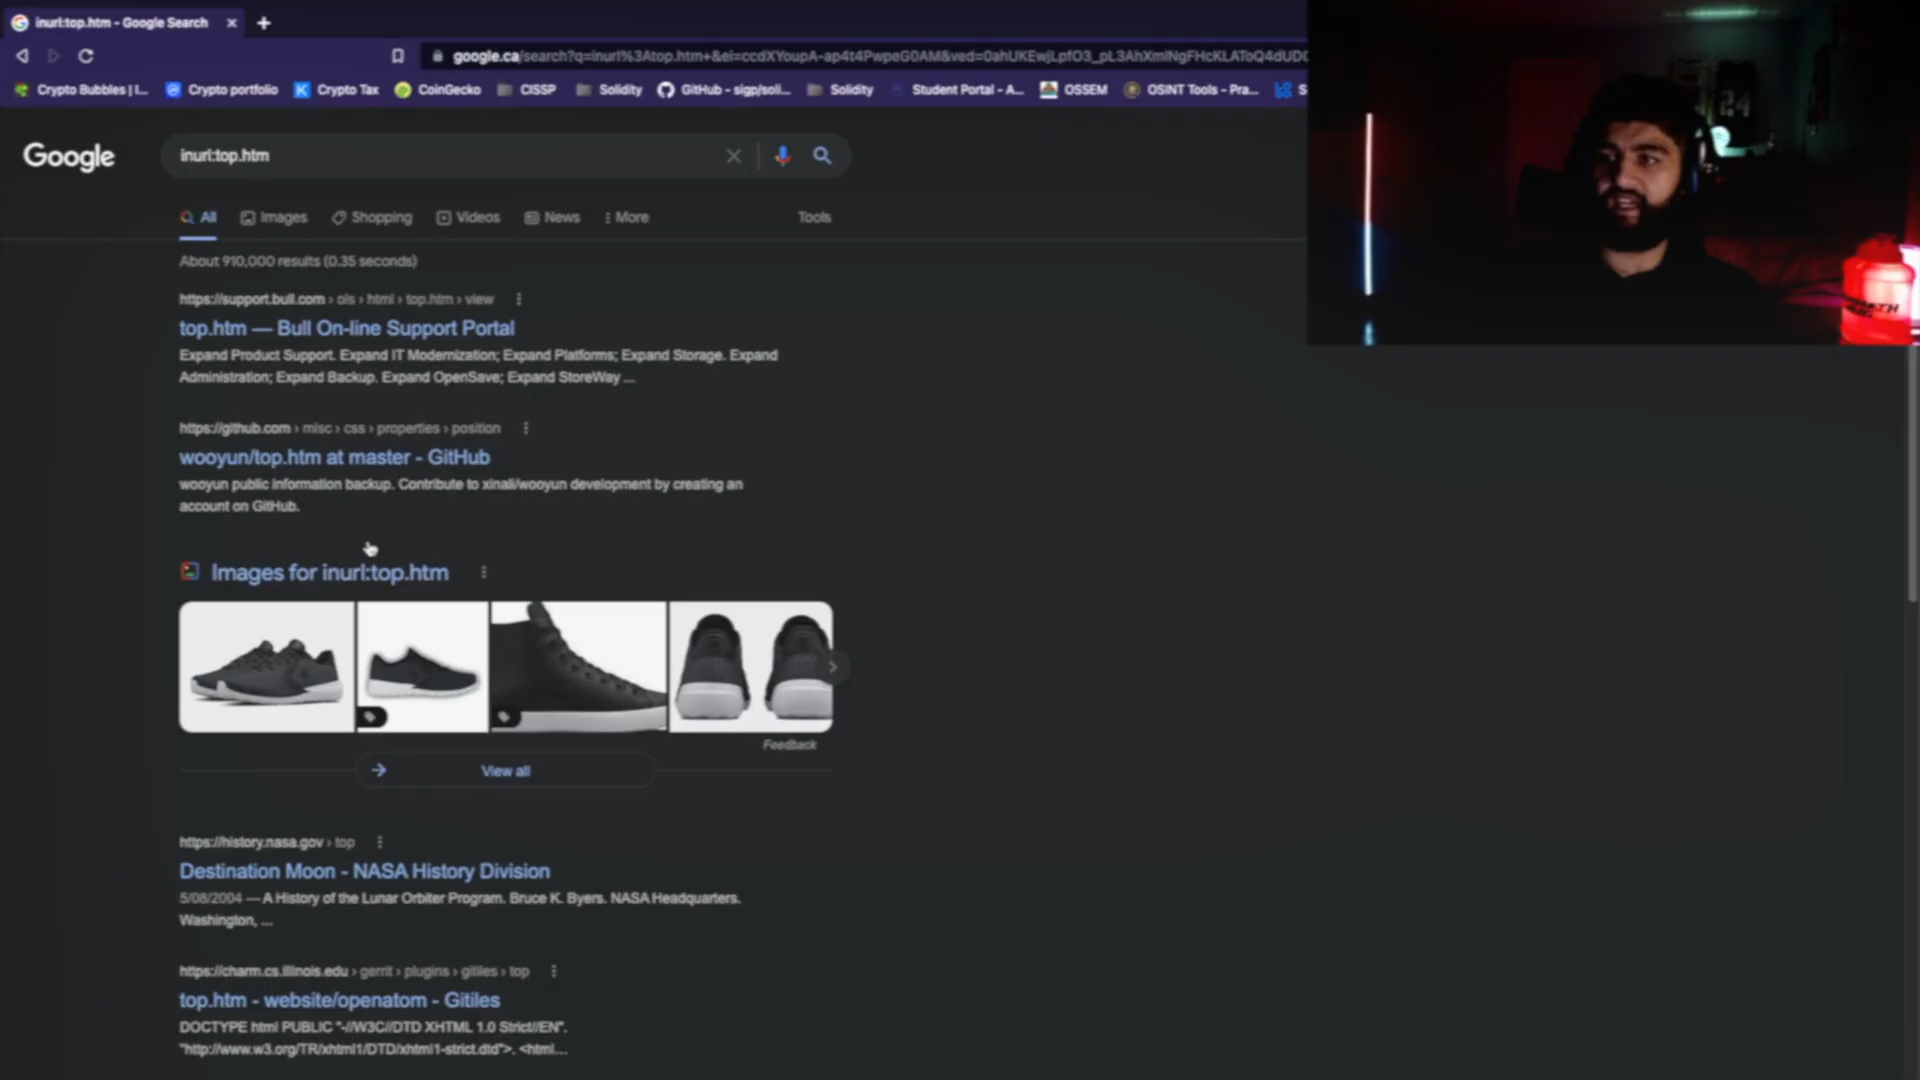 inurl:top.htm - Google Search
google.ca/search?q=inurl%3Atop.htm+&ei=ccdXYoupA-ap4t4PwpeG0AM&ved=0ahUKEwjLpfO3_pL3AhXmlNgFHcKLAToQ4dUDC
Crypto Bubbles | I...
Crypto portfolio
Crypto Tax
CoinGecko
CISSP
Solidity
GitHub - sigp/soli...
Solidity
Student Portal - A...
OSSEM
OSINT Tools - Pra...
S
24
Google
inurl:top.htm
All
Images
Shopping
Videos
News
More
Tools
About 910,000 results (0.35 seconds)
https://support.bull.com › ols › html › top.htm › view
top.htm — Bull On-line Support Portal
Expand Product Support. Expand IT Modernization; Expand Platforms; Expand Storage. Expand
Administration; Expand Backup. Expand OpenSave; Expand StoreWay ...
https://github.com › misc › css › properties › position
wooyun/top.htm at master - GitHub
wooyun public information backup. Contribute to xinali/wooyun development by creating an
account on GitHub.
Images for inurl:top.htm
Feedback
View all
https://history.nasa.gov › top
Destination Moon - NASA History Division
5/08/2004 — A History of the Lunar Orbiter Program. Bruce K. Byers. NASA Headquarters.
Washington, ...
https://charm.cs.illinois.edu › gerrit › plugins › gitiles › top
top.htm - website/openatom - Gitiles
DOCTYPE html PUBLIC "-//W3C//DTD XHTML 1.0 Strict//EN".
"http://www.w3.org/TR/xhtml1/DTD/xhtml1-strict.dtd">. <html...